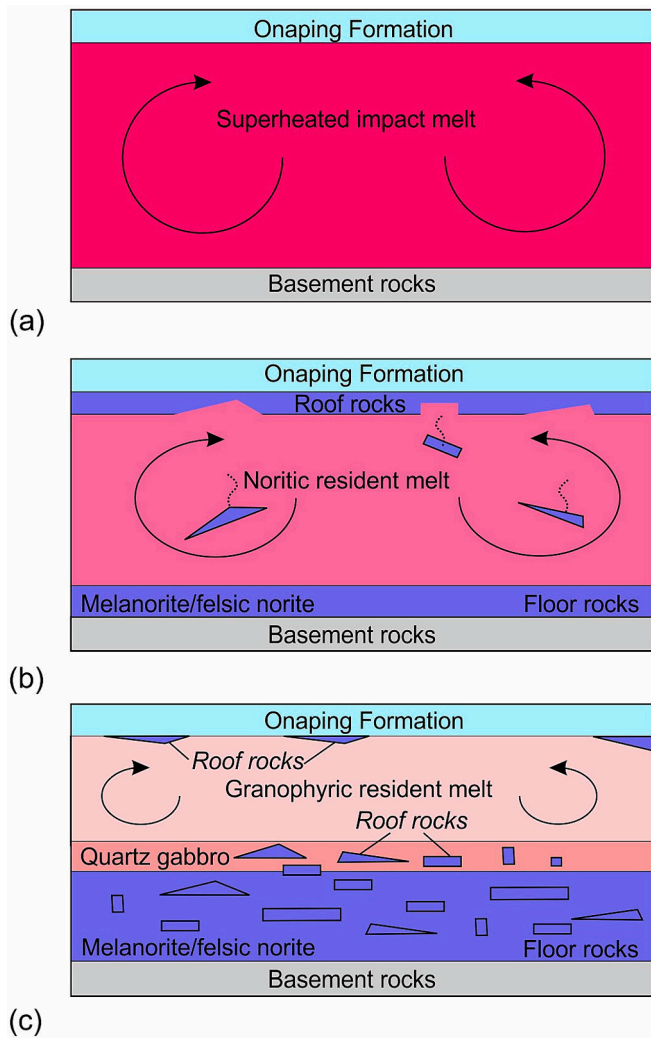 Onaping Formation
Superheated impact melt
Basement rocks
(a)
Onaping Formation
Roof rocks
Noritic resident melt
Melanorite/felsic norite Floor rocks
Basement rocks
(b)
Onaping Formation
Roof rocks
Granophyric resident melt
Roof rocks
Quartz gabbro
Melanorite/felsic norite Floor rocks
Basement rocks
(c)